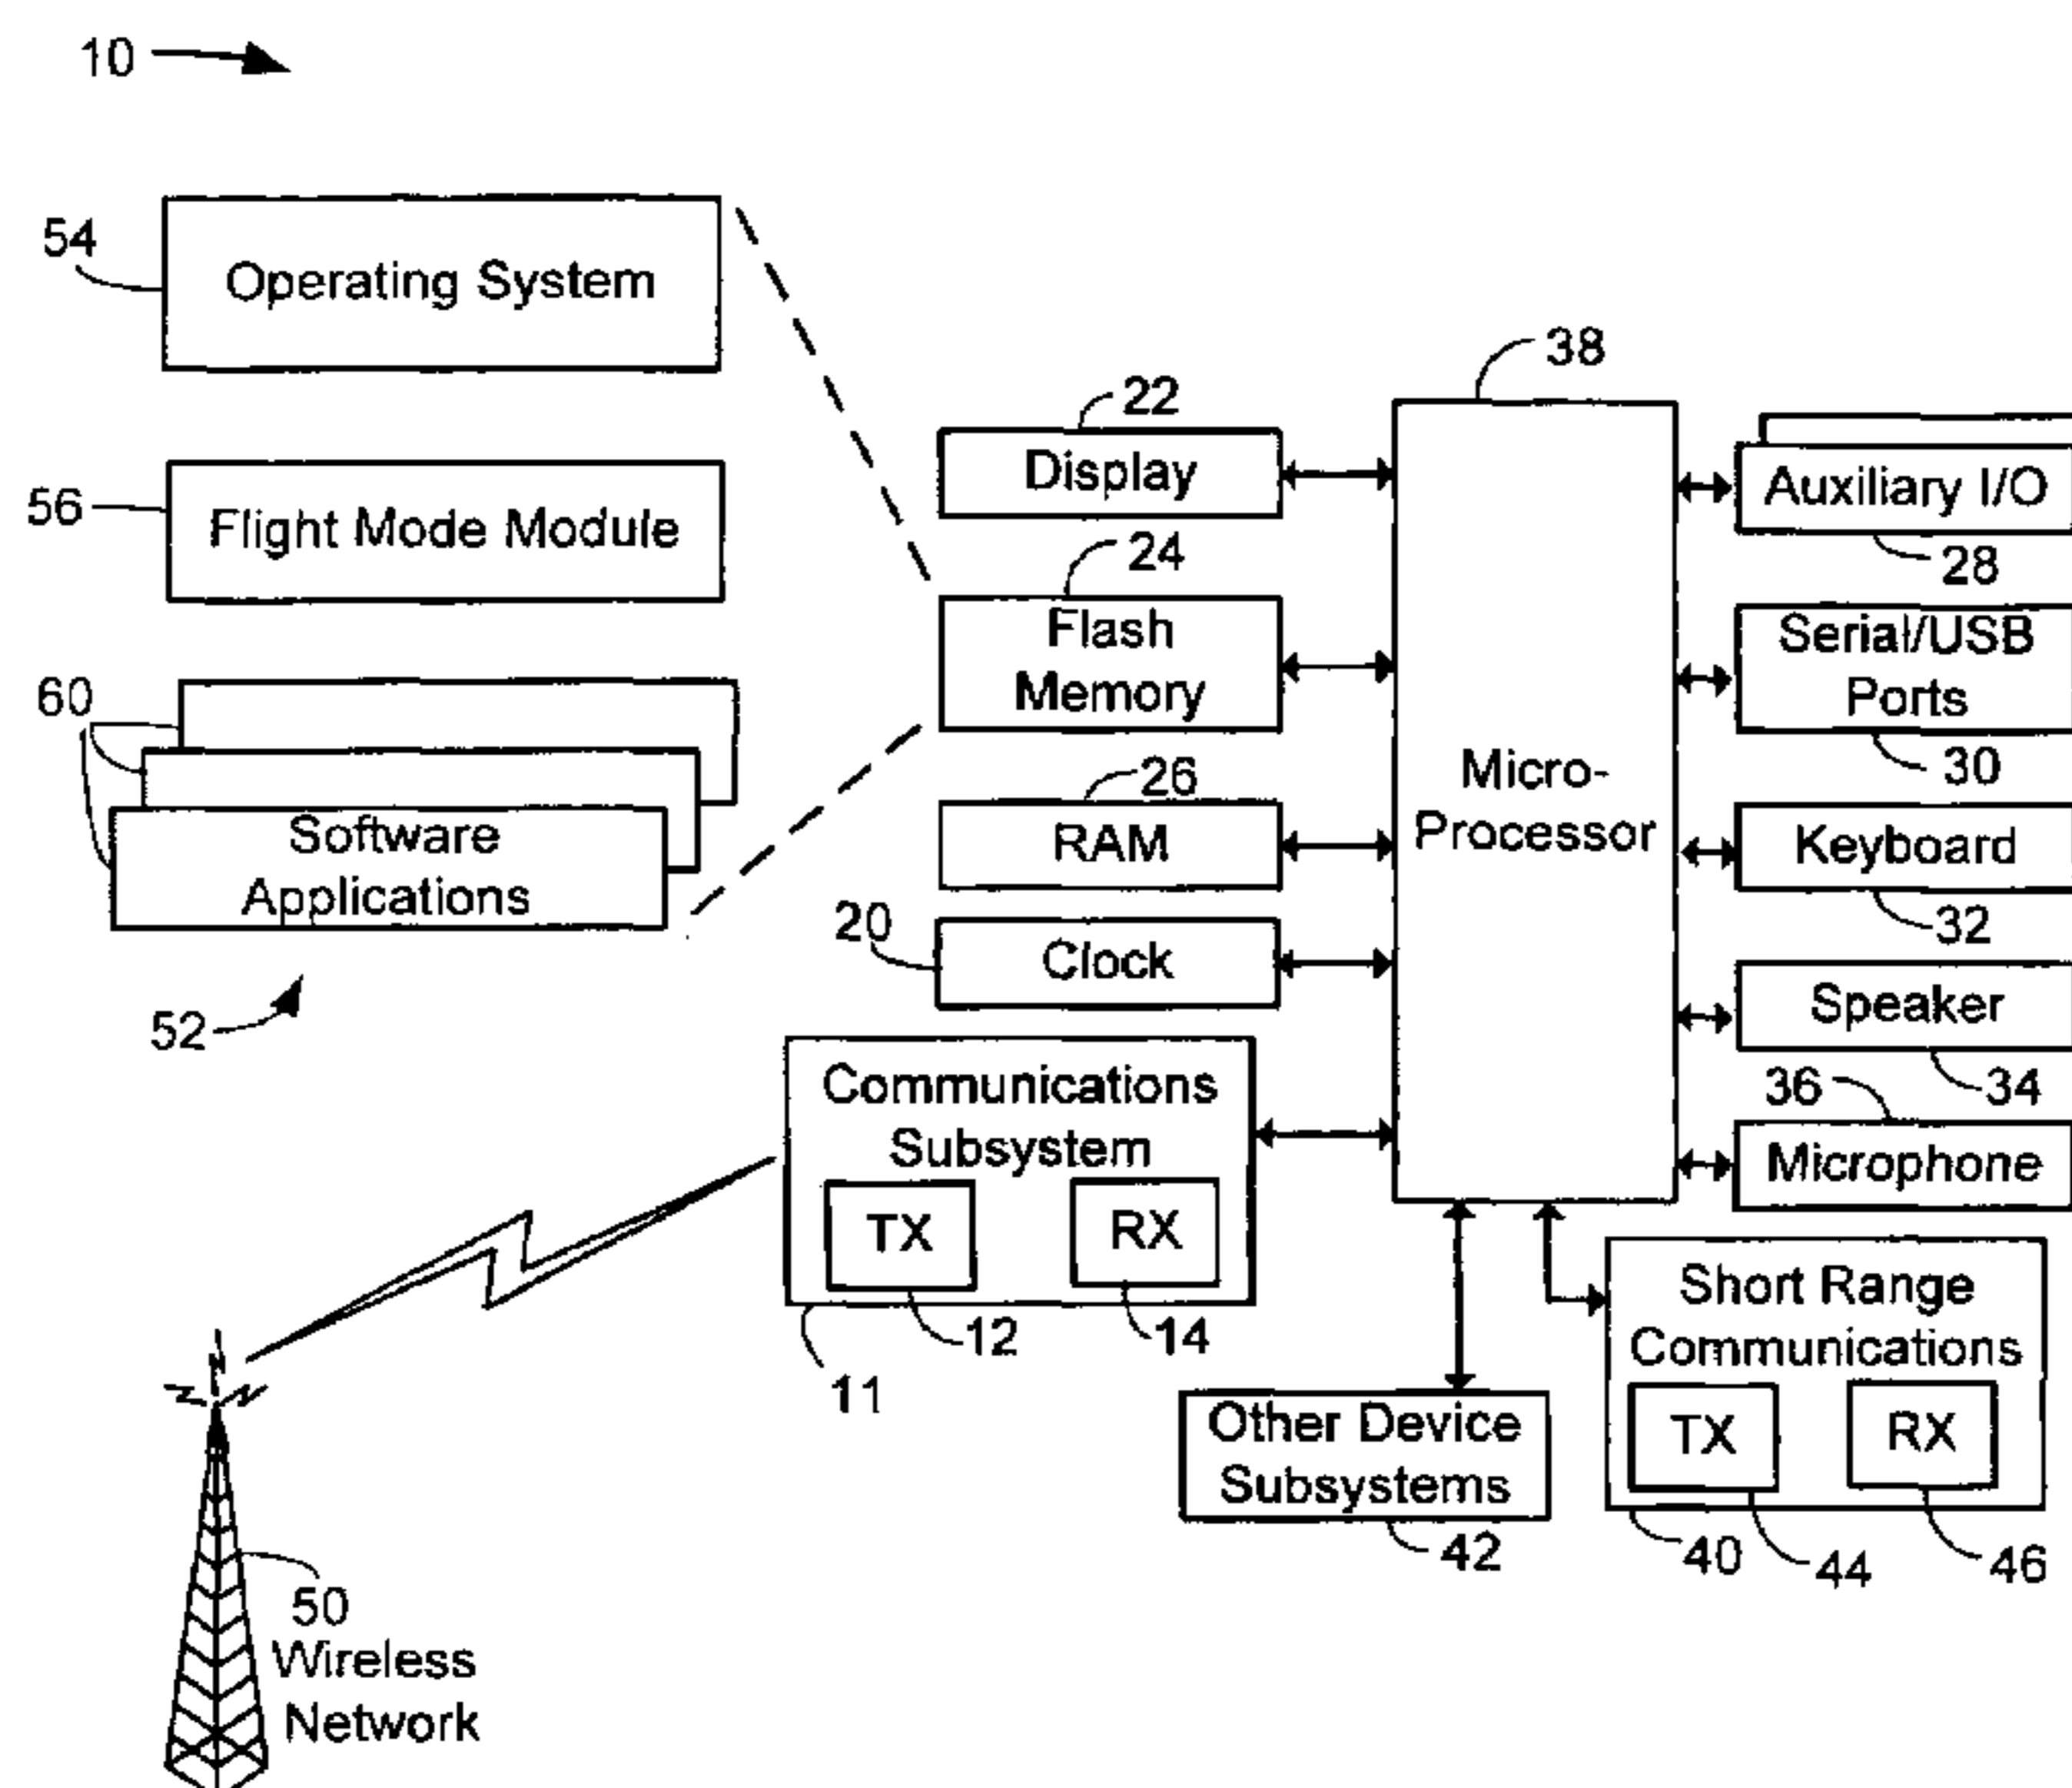 10
54
Operating System
56
Flight Mode Module
60
Software
Applications
52
22
Display
24
Flash
Memory
26
RAM
20
Clock
Communications
Subsystem
TX
RX
12
14
11
38
Micro-
Processor
Auxiliary I/O
28
Serial/USB
Ports
30
Keyboard
32
Speaker
34
36
Microphone
Short Range
Communications
TX
RX
40
44
46
Other Device
Subsystems
42
50
Wireless
Network